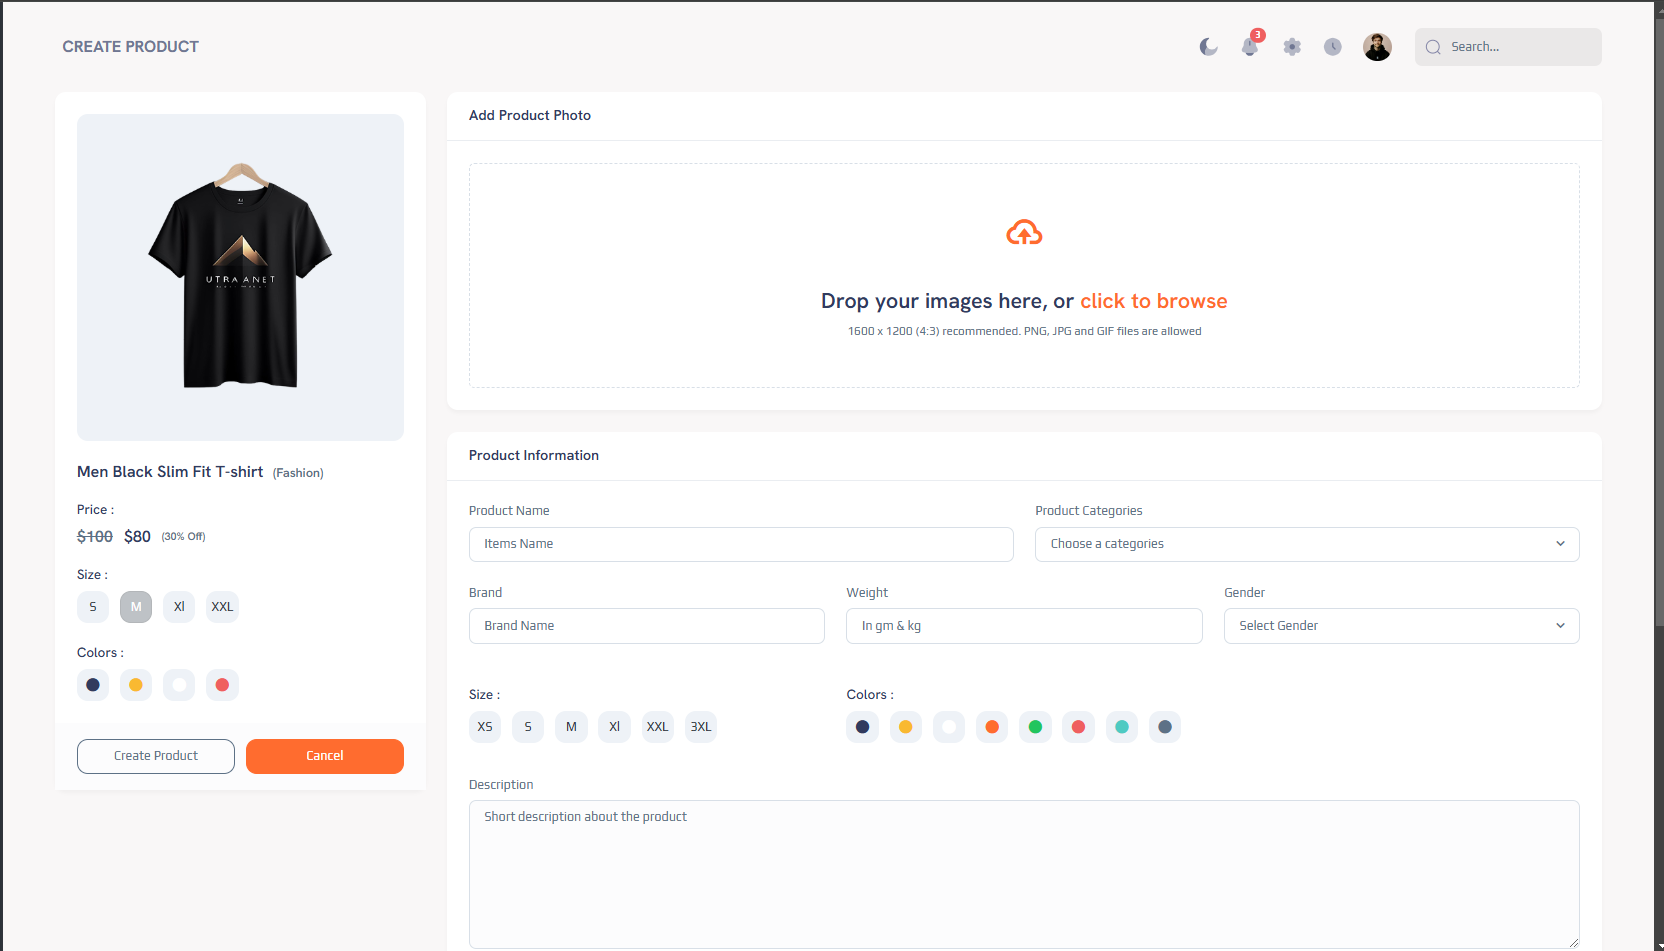 CREATE PRODUCT
3
Search...
UTRA ANET
Men Black Slim Fit T-shirt (Fashion)
Price :
$100 $80 (30% Off)
Size :
S M Xl XXL
Colors :
Create Product Cancel
Add Product Photo
Drop your images here, or click to browse
1600 x 1200 (4:3) recommended. PNG, JPG and GIF files are allowed
Product Information
Product Name Product Categories
Items Name Choose a categories
Brand Weight Gender
Brand Name In gm & kg Select Gender
Size : Colors :
XS S M Xl XXL 3XL
Description
Short description about the product